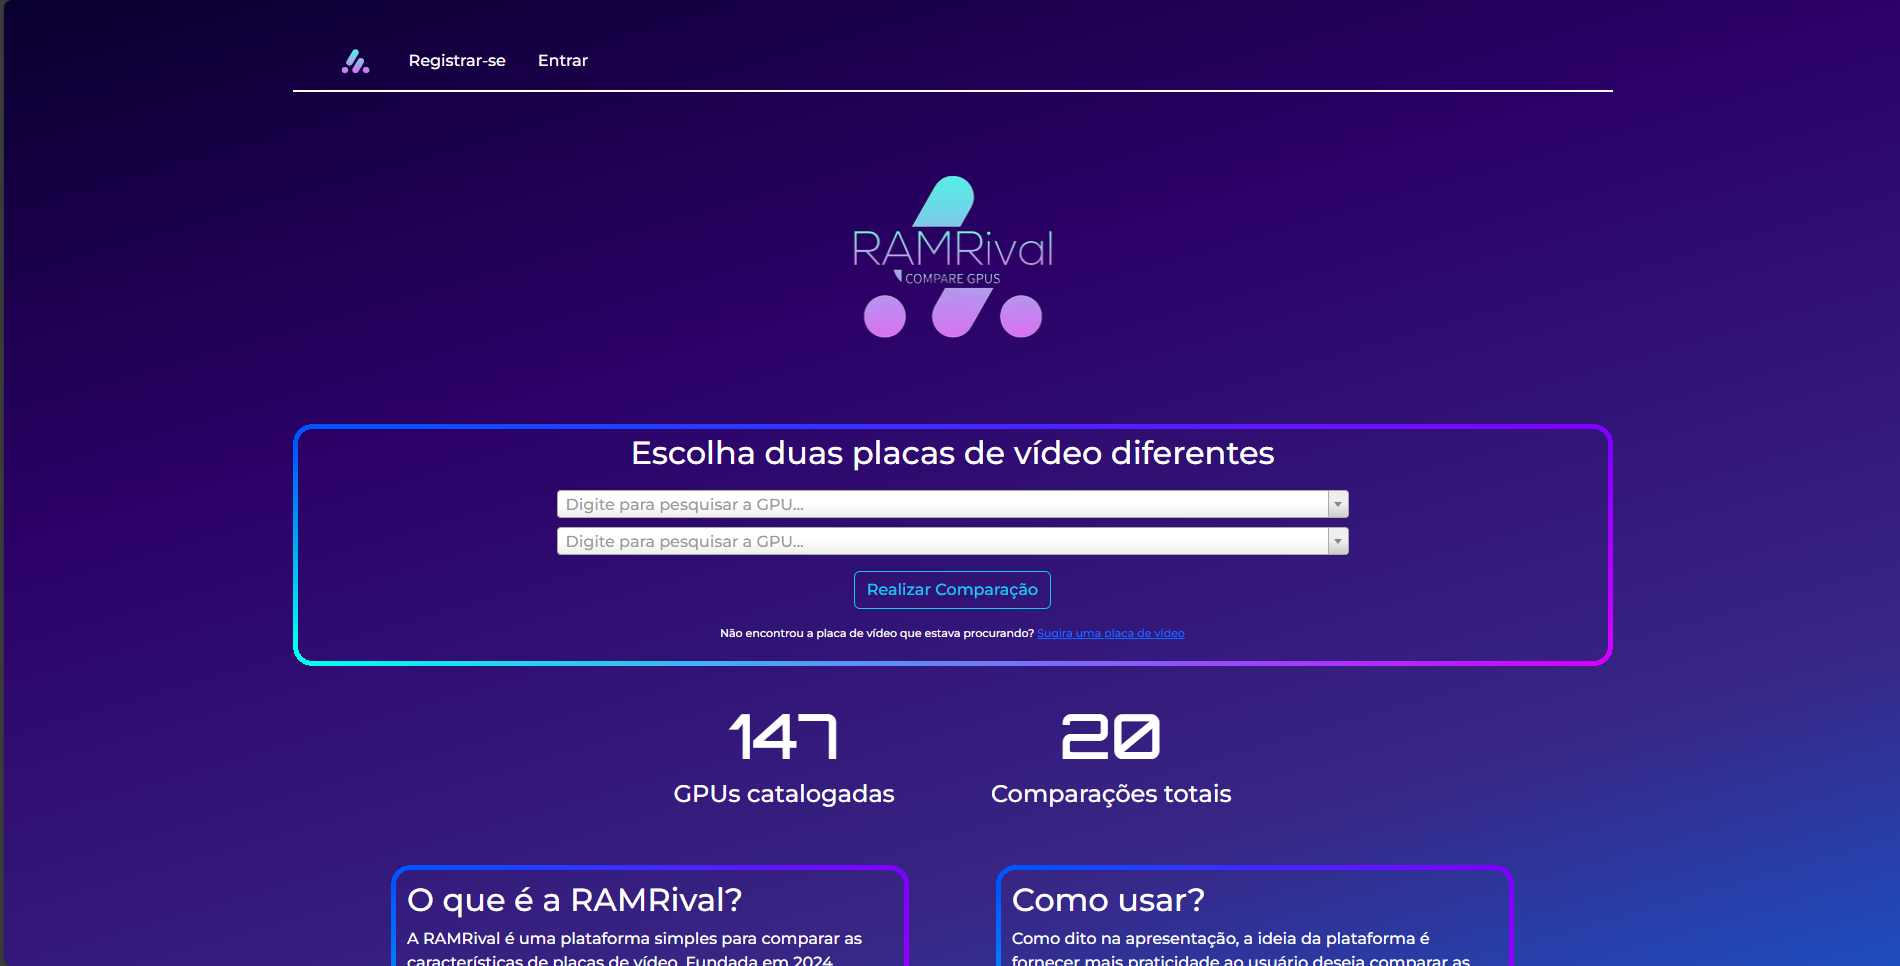 Registrar-se Entrar
RAMRival
COMPARE GPUS
Escolha duas placas de vídeo diferentes
Digite para pesquisar a GPU...
Digite para pesquisar a GPU...
Realizar Comparação
Não encontrou a placa de vídeo que estava procurando? Sugira uma placa de vídeo
147
GPUs catalogadas
20
Comparações totais
O que é a RAMRival?
A RAMRival é uma plataforma simples para comparar as
características de placas de vídeo. Fundada em 2024,
Como usar?
Como dito na apresentação, a ideia da plataforma é
fornecer mais praticidade ao usuário deseja comparar as